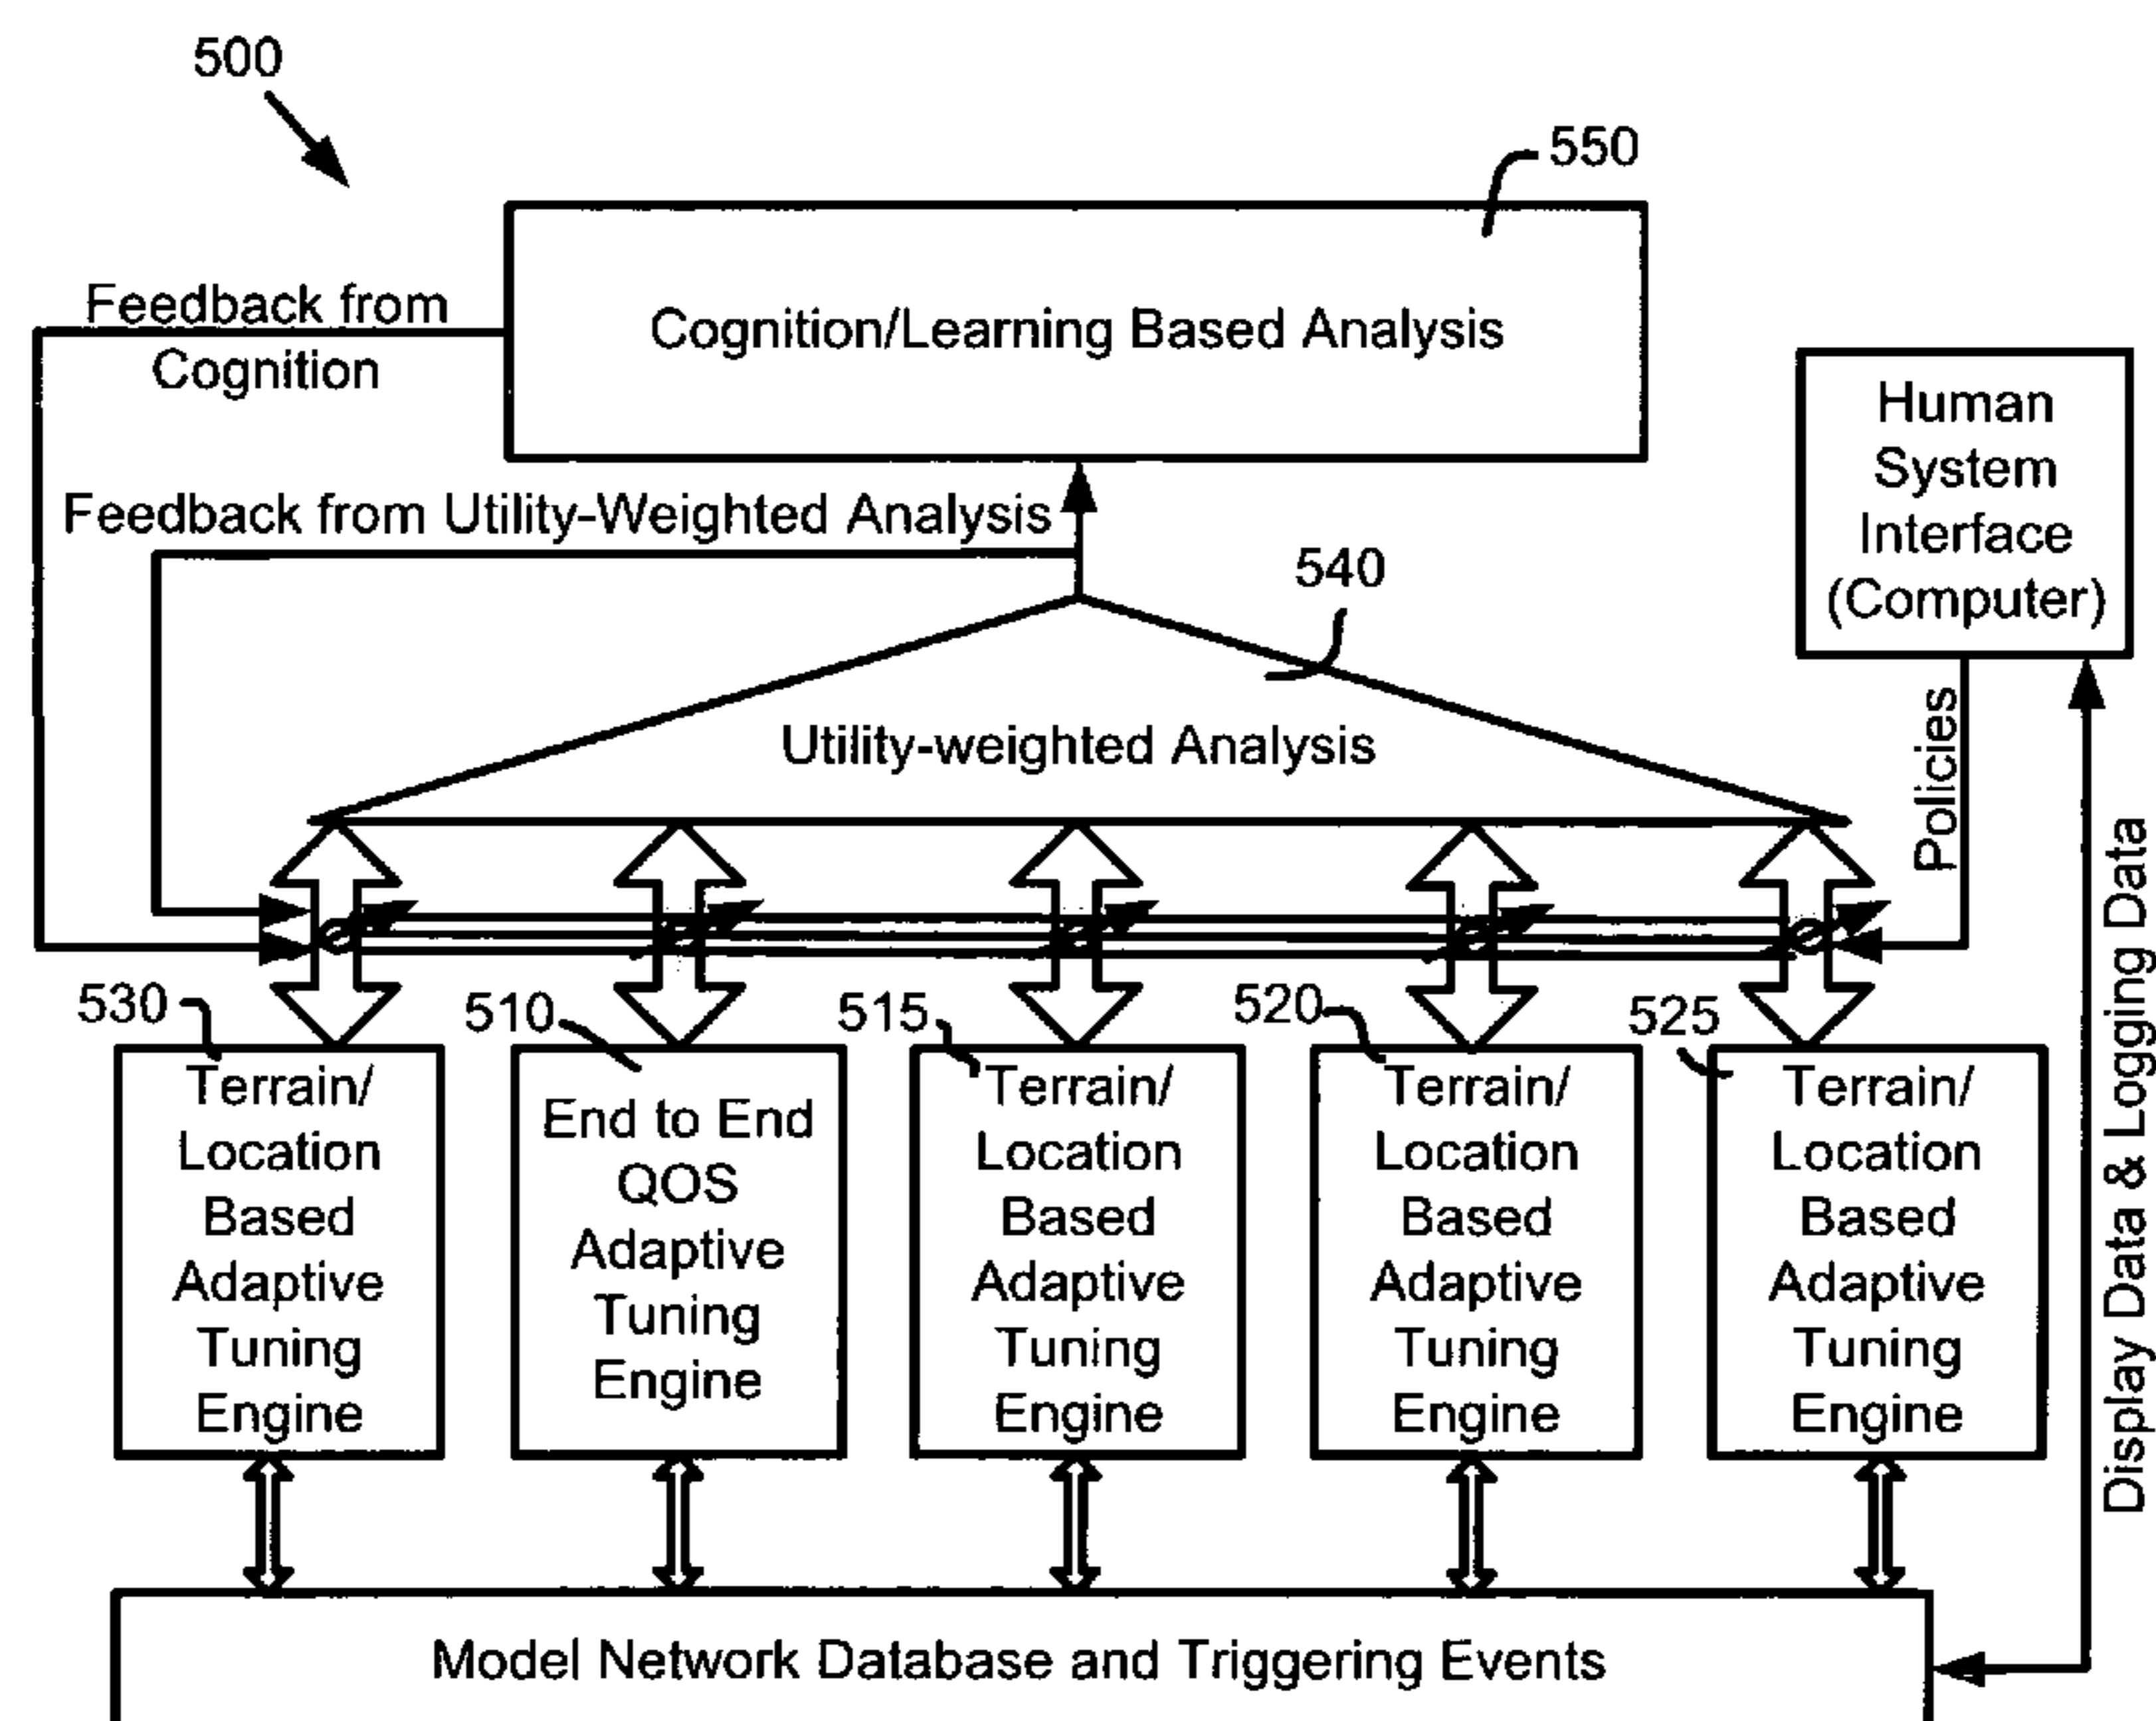 500
550
Feedback from
Cognition
Cognition/Learning Based Analysis
Human
System
Interface
(Computer)
Feedback from Utility-Weighted Analysis
540
Utility-weighted Analysis
Policies
Display Data & Logging Data
530
Terrain/
Location
Based
Adaptive
Tuning
Engine
510
End to End
QOS
Adaptive
Tuning
Engine
515
Terrain/
Location
Based
Adaptive
Tuning
Engine
520
Terrain/
Location
Based
Adaptive
Tuning
Engine
525
Terrain/
Location
Based
Adaptive
Tuning
Engine
Model Network Database and Triggering Events